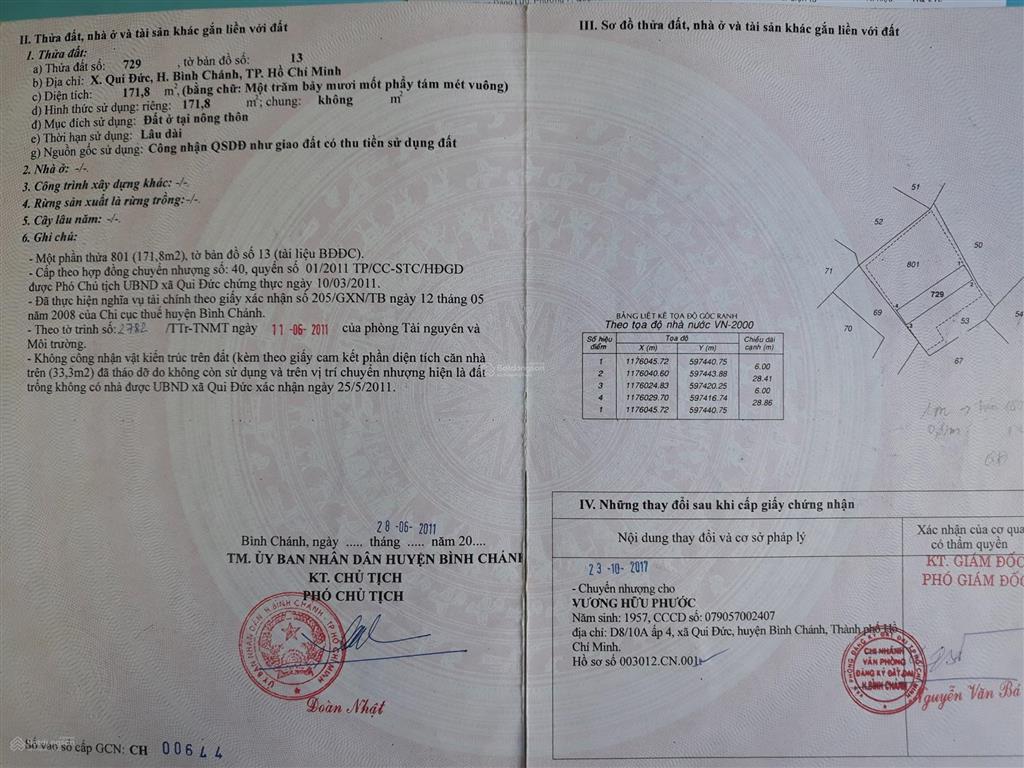 II. Thửa đất, nhà ở và tài sản khác gắn liền với đất
1. Thửa đất:
a) Thửa đất số: 729 , tờ bản đồ số: 13
b) Địa chỉ: X. Qui Đức, H. Bình Chánh, TP. Hồ Chí Minh
c) Diện tích: 171,8 m², (bằng chữ: Một trăm bảy mươi mốt phẩy tám mét vuông)
d) Hình thức sử dụng: riêng: 171,8 m²; chung: không m²
đ) Mục đích sử dụng: Đất ở tại nông thôn
e) Thời hạn sử dụng: Lâu dài
g) Nguồn gốc sử dụng: Công nhận QSDĐ như giao đất có thu tiền sử dụng đất
2. Nhà ở: -/-.
3. Công trình xây dựng khác: -/-.
4. Rừng sản xuất là rừng trồng:-/-.
5. Cây lâu năm: -/-.
6. Ghi chú:
- Một phần thửa 801 (171,8m2), tờ bản đồ số 13 (tài liệu BĐĐC).
- Cấp theo hợp đồng chuyển nhượng số: 40, quyển số 01/2011 TP/CC-STC/HĐGD
được Phó Chủ tịch UBND xã Qui Đức chứng thực ngày 10/03/2011.
- Đã thực hiện nghĩa vụ tài chính theo giấy xác nhận số 205/GXN/TB ngày 12 tháng 05
năm 2008 của Chi cục thuế huyện Bình Chánh.
- Theo tờ trình số: 2782 /TTr-TNMT ngày 11-06-2011 của phòng Tài nguyên và
Môi trường.
- Không công nhận vật kiến trúc trên đất (kèm theo giấy cam kết phần diện tích căn nhà
trên (33,3m2) đã tháo dỡ do không còn sử dụng và trên vị trí chuyển nhượng hiện là đất
trống không có nhà được UBND xã Qui Đức xác nhận ngày 25/5/2011.
28-06-2011
Bình Chánh, ngày ..... tháng ..... năm 20....
TM. ỦY BAN NHÂN DÂN HUYỆN BÌNH CHÁNH
KT. CHỦ TỊCH
PHÓ CHỦ TỊCH
Đoàn Nhật
Số vào sổ cấp GCN: CH 00644
III. Sơ đồ thửa đất, nhà ở và tài sản khác gắn liền với đất
51
52
50
801
71
729
69
70
53
54
67
1
2
3
4
BẢNG LIỆT KÊ TỌA ĐỘ GÓC RANH
Theo tọa độ nhà nước VN-2000
Số hiệu điểm Tọa độ Chiều dài cạnh (m)
X (m) Y (m)
1 1176045.72 597440.75
6.00
2 1176040.60 597443.88
28.41
3 1176024.83 597420.25
6.00
4 1176029.70 597416.74
28.86
1 1176045.72 597440.75
Batdongsan
IV. Những thay đổi sau khi cấp giấy chứng nhận
Nội dung thay đổi và cơ sở pháp lý
Xác nhận của cơ qua
có thẩm quyền
KT. GIÁM ĐỐC
PHÓ GIÁM ĐỐC
23-10-2017
- Chuyển nhượng cho
VƯƠNG HỮU PHƯỚC
Năm sinh: 1957, CCCD số: 079057002407
địa chỉ: D8/10A ấp 4, xã Qui Đức, huyện Bình Chánh, Thành phố Hồ
Chí Minh.
Hồ sơ số 003012.CN.001
CHI NHÁNH
VĂN PHÒNG
ĐĂNG KÝ ĐẤT ĐAI
H.BÌNH CHÁNH
Nguyễn Văn Bá